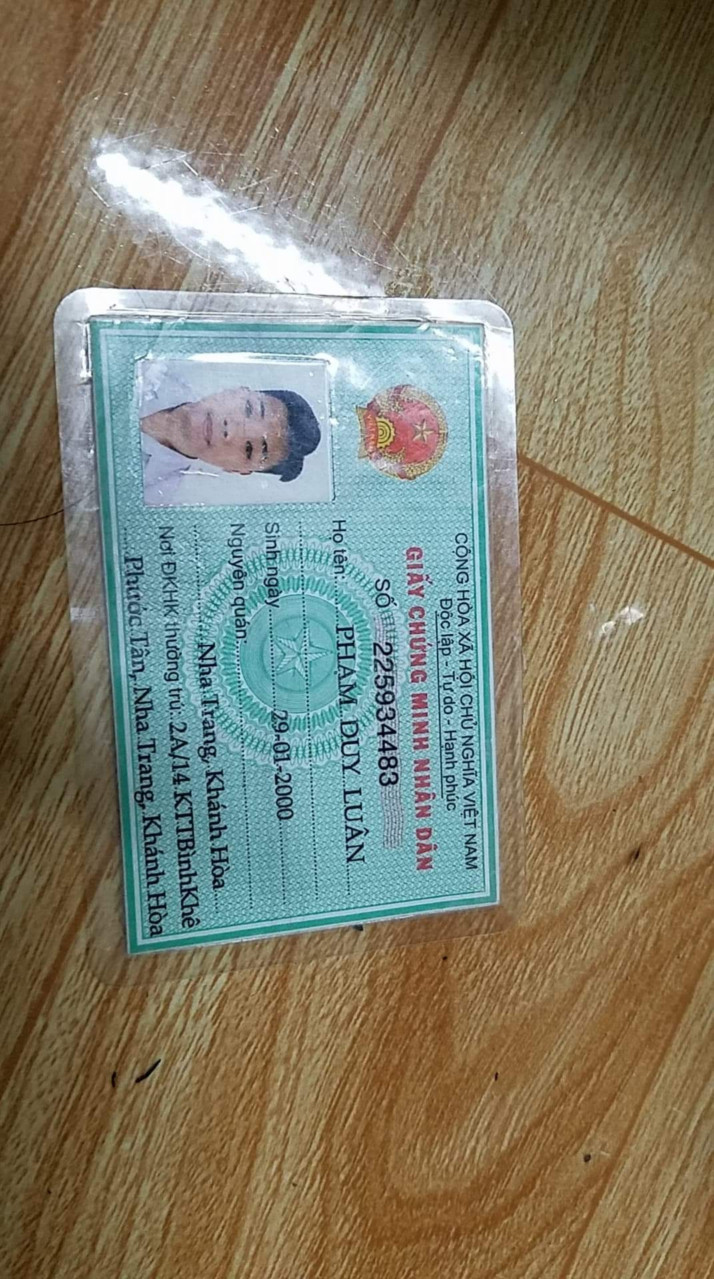 CỘNG HÒA XÃ HỘI CHỦ NGHĨA VIỆT NAM
Độc lập - Tự do - Hạnh phúc
GIẤY CHỨNG MINH NHÂN DÂN
SỐ 225934483
Họ tên: PHẠM DUY LUÂN
Sinh ngày 29-01-2000
Nguyên quán:
Nha Trang, Khánh Hòa
Nơi ĐKHK thường trú: 2A/14 KTTBìnhKhê
Phước Tân, Nha Trang, Khánh Hòa